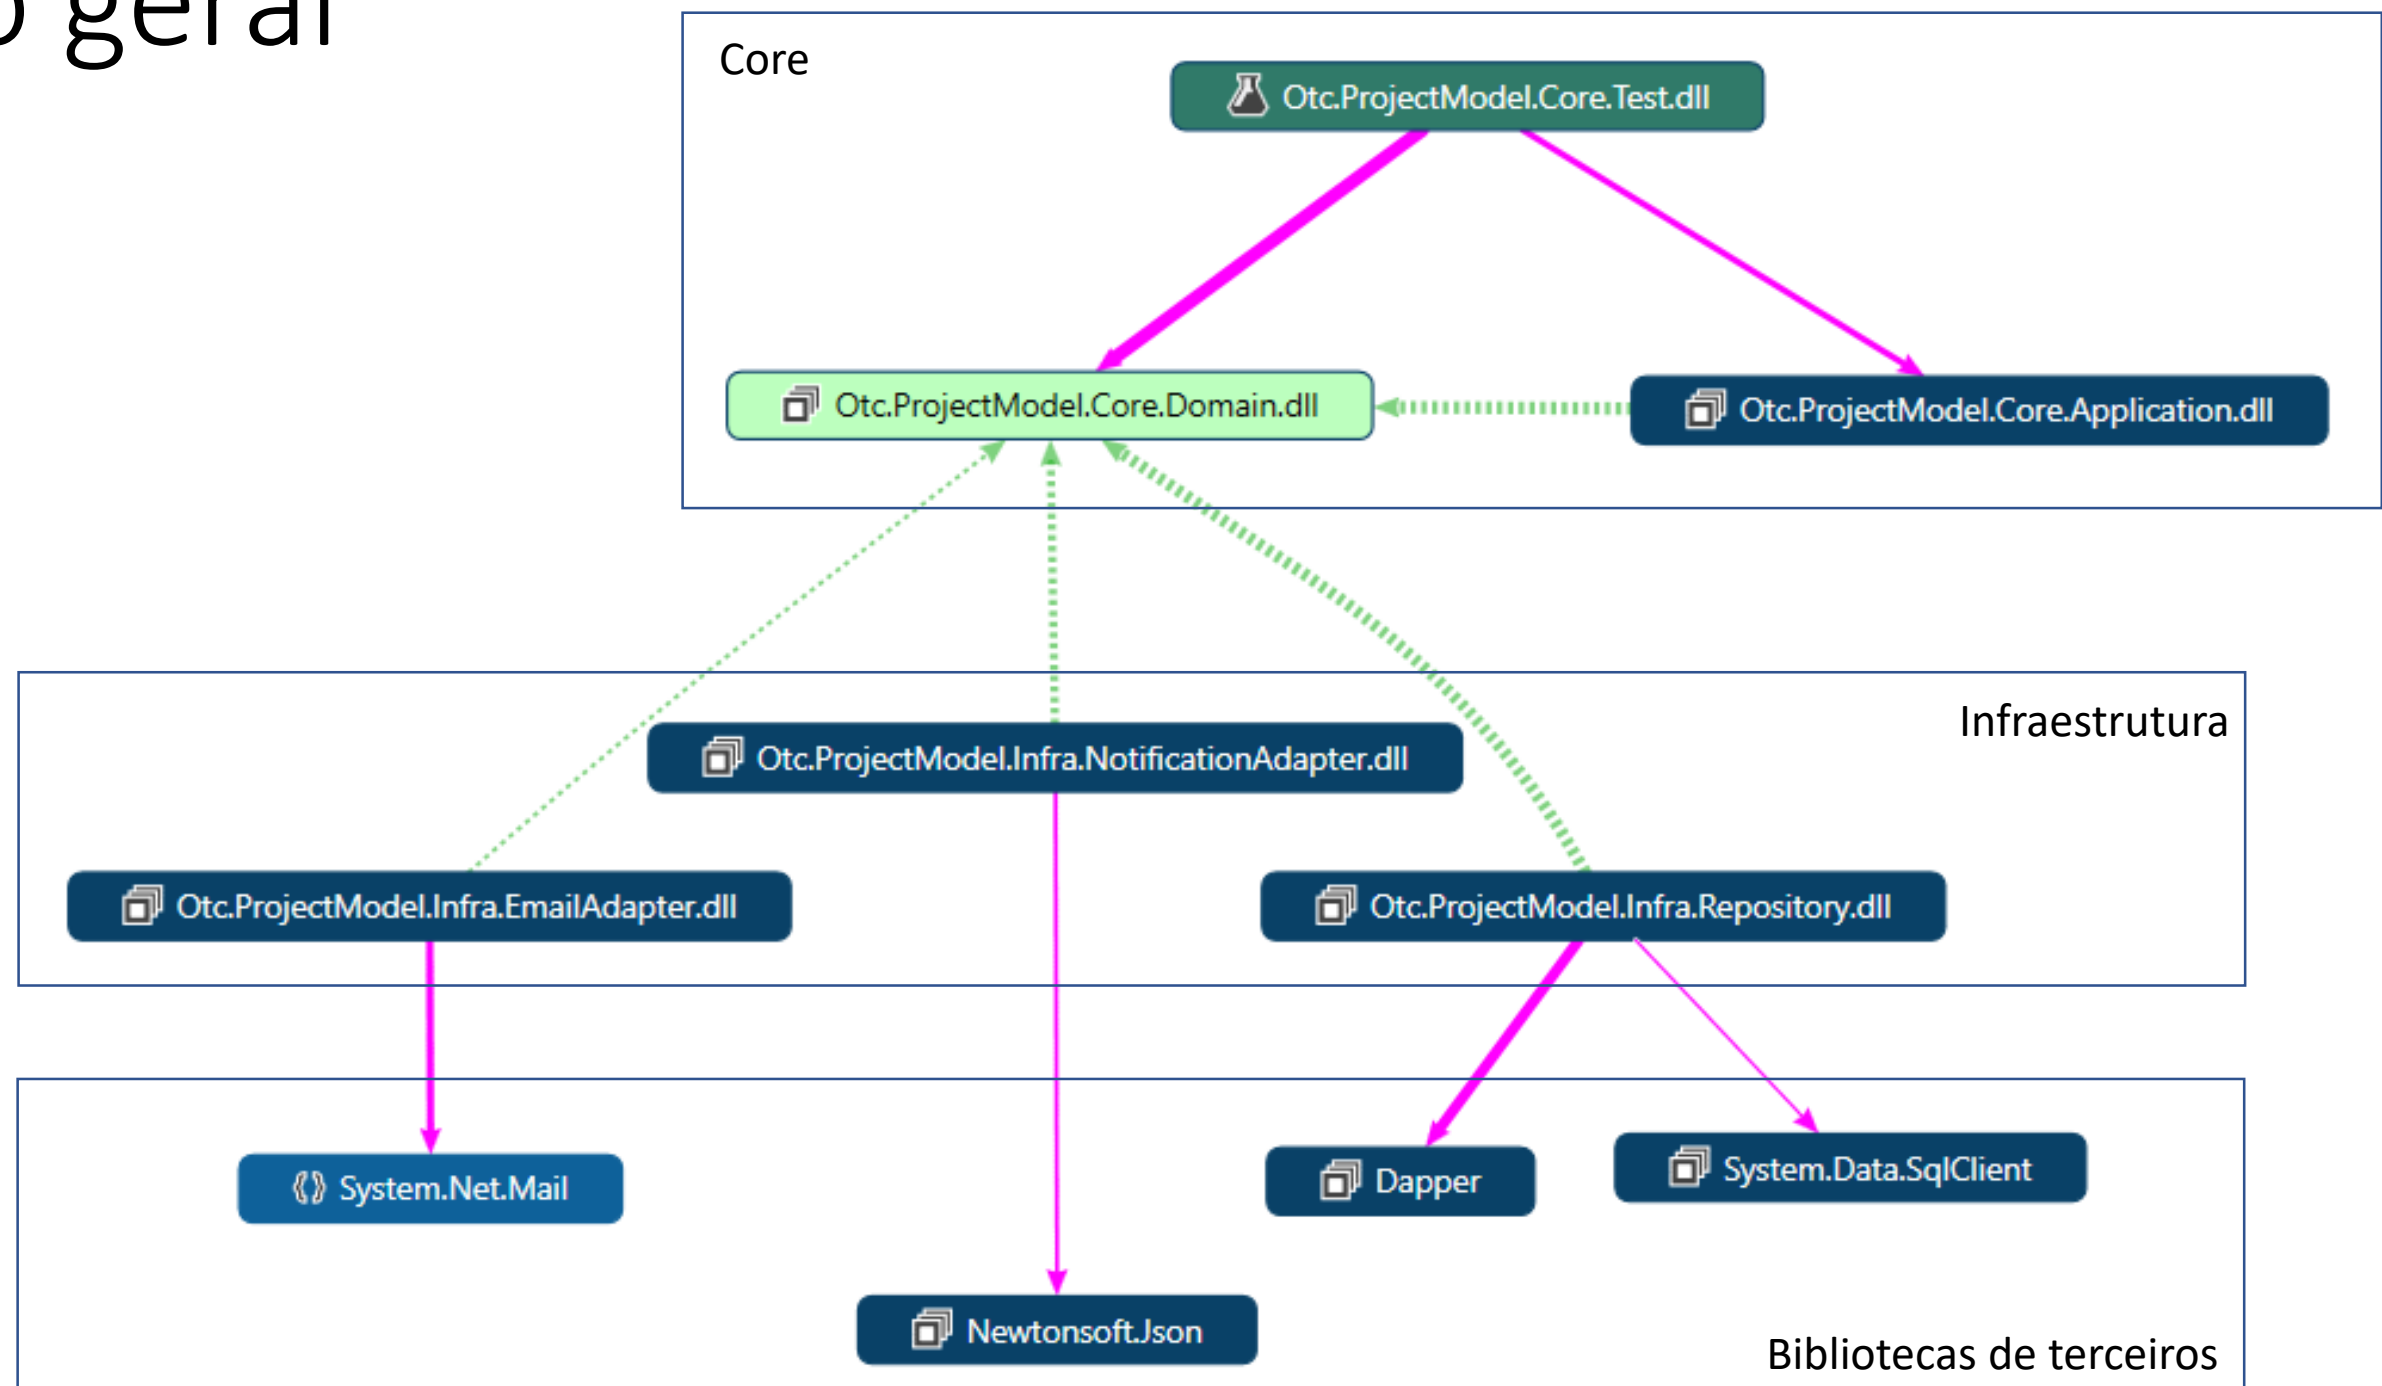 geral
Core
Otc.ProjectModel.Core.Test.dll
Otc.ProjectModel.Core.Domain.dll
Otc.ProjectModel.Core.Application.dll
Infraestrutura
Otc.ProjectModel.Infra.NotificationAdapter.dll
Otc.ProjectModel.Infra.EmailAdapter.dll
Otc.ProjectModel.Infra.Repository.dll
System.Net.Mail
Dapper
System.Data.SqlClient
Newtonsoft.Json
Bibliotecas de terceiros